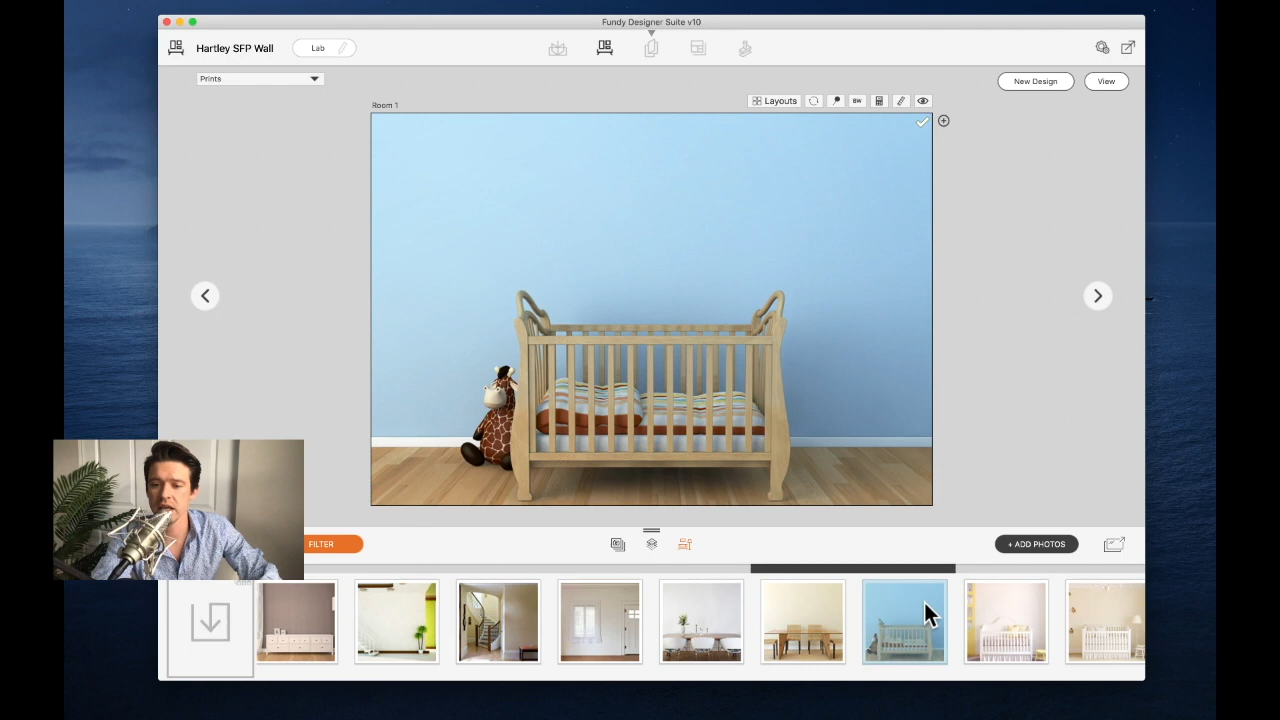 Fundy Designer Suite v10
Hartley SFP Wall
Lab
Prints
New Design
View
Room 1
Layouts
BW
FILTER
+ ADD PHOTOS